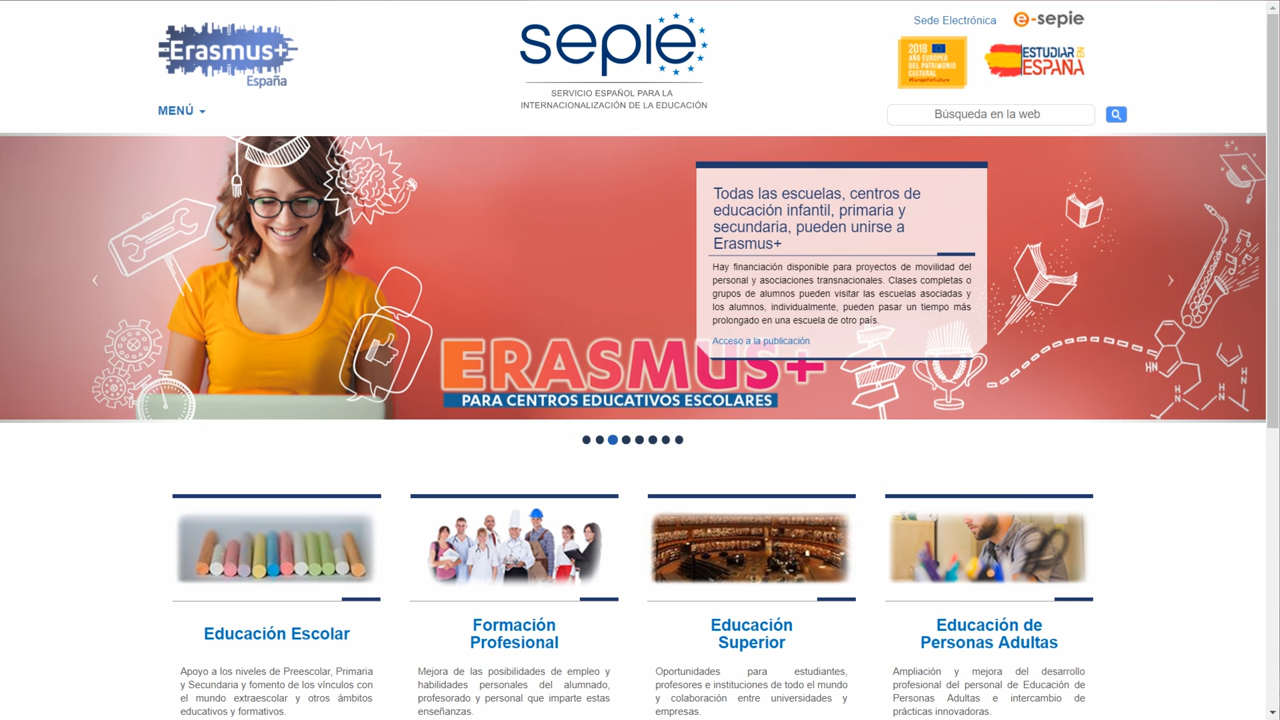 Erasmus+
España
sepie
SERVICIO ESPAÑOL PARA LA
INTERNACIONALIZACIÓN DE LA EDUCACIÓN
Sede Electrónica
e-sepie
2018
AÑO EUROPEO
DEL PATRIMONIO
CULTURAL
#EuropeForCulture
ESTUDIAR EN
ESPAÑA
MENÚ
Búsqueda en la web
Todas las escuelas, centros de
educación infantil, primaria y
secundaria, pueden unirse a
Erasmus+
Hay financiación disponible para proyectos de movilidad del
personal y asociaciones transnacionales. Clases completas o
grupos de alumnos pueden visitar las escuelas asociadas y
los alumnos, individualmente, pueden pasar un tiempo más
prolongado en una escuela de otro país.
Acceso a la publicación
ERASMUS+
PARA CENTROS EDUCATIVOS ESCOLARES
N
HN
N
N
Educación Escolar
Apoyo a los niveles de Preescolar, Primaria
y Secundaria y fomento de los vínculos con
el mundo extraescolar y otros ámbitos
educativos y formativos.
Formación
Profesional
Mejora de las posibilidades de empleo y
habilidades personales del alumnado,
profesorado y personal que imparte estas
enseñanzas.
Educación
Superior
Oportunidades para estudiantes,
profesores e instituciones de todo el mundo
y colaboración entre universidades y
empresas.
Educación de
Personas Adultas
Ampliación y mejora del desarrollo
profesional del personal de Educación de
Personas Adultas e intercambio de
prácticas innovadoras.